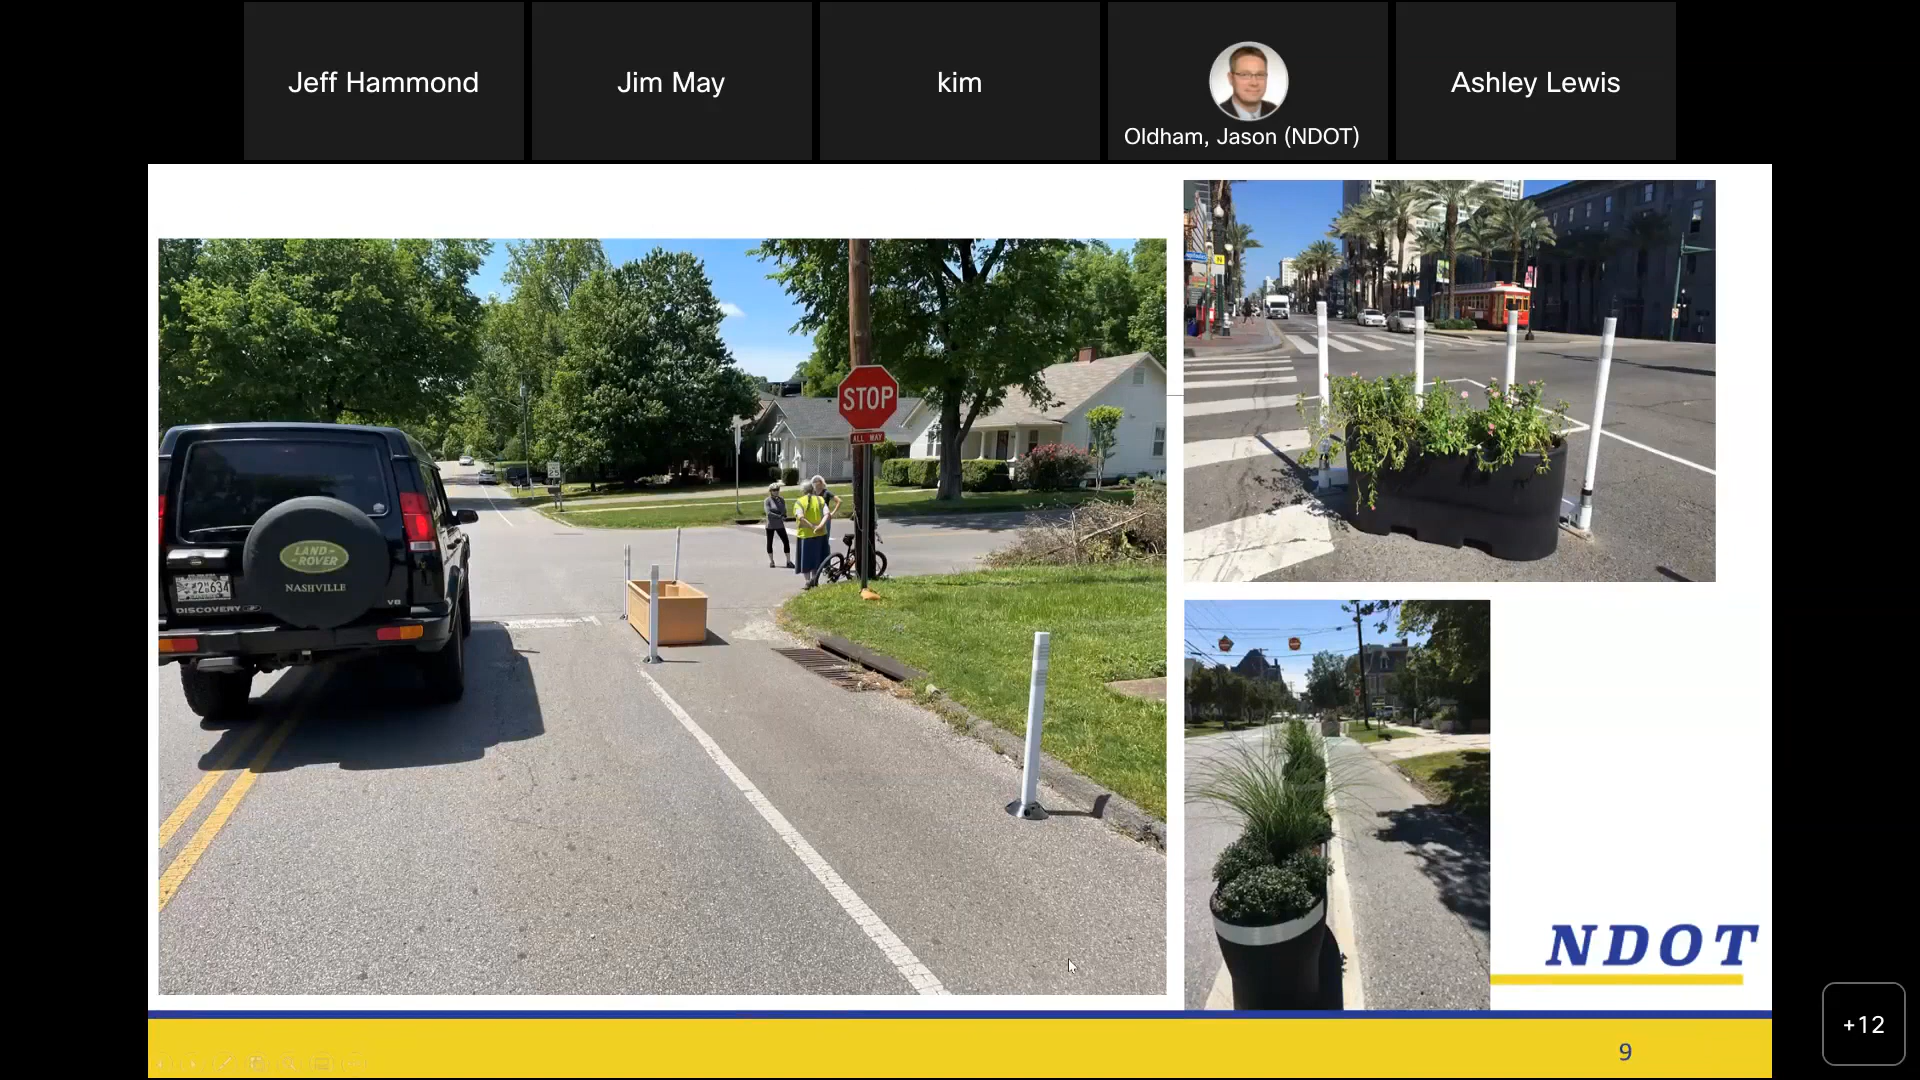 Jeff Hammond
Jim May
kim
Oldham, Jason (NDOT)
Ashley Lewis
STOP
ALL WAY
LAND-
ROVER
NASHVILLE
DISCOVERY
V8
N
NDOT
9
+12